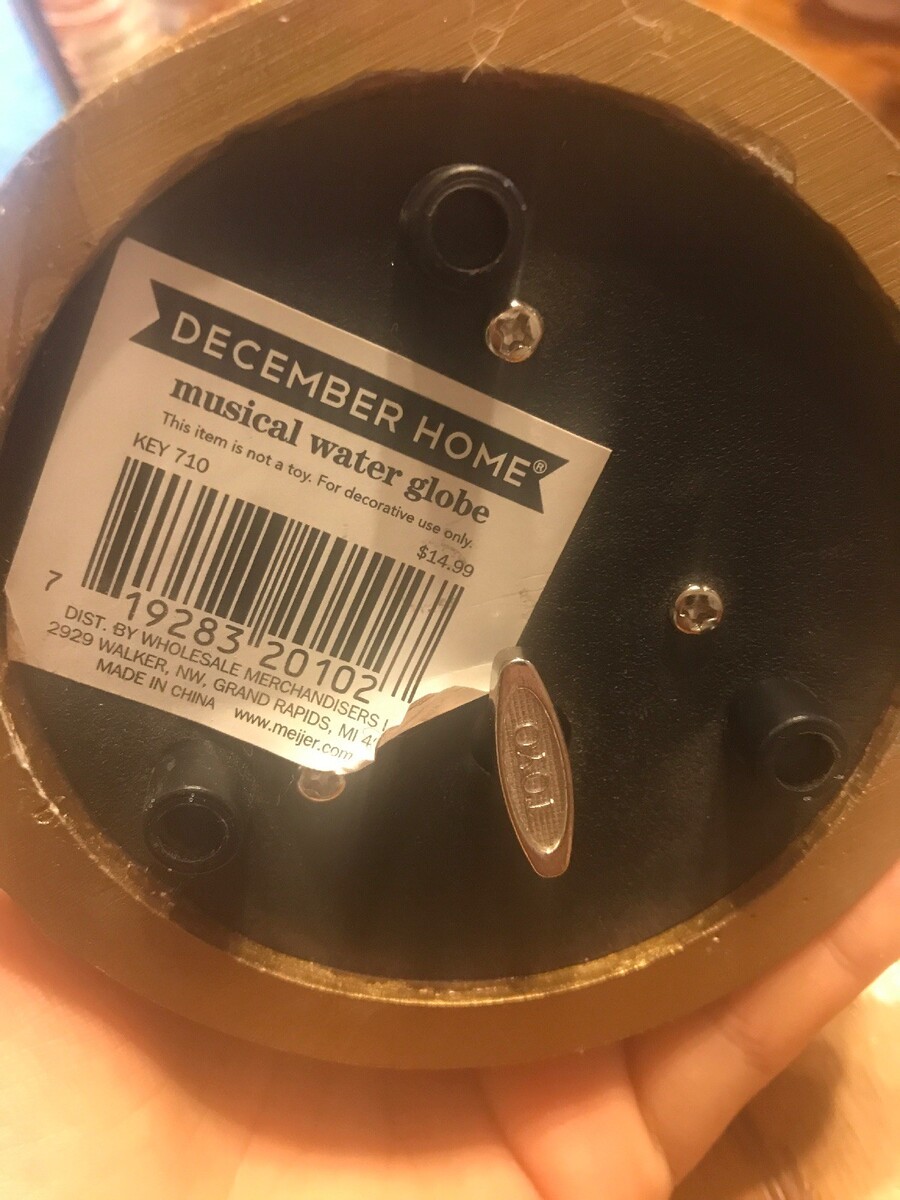 DECEMBER HOME®
musical water globe
This item is not a toy. For decorative use only.
KEY 710
$14.99
7 19283 20102
DIST. BY WHOLESALE MERCHANDISERS
2929 WALKER, NW, GRAND RAPIDS, MI
MADE IN CHINA www.meijer.com
YOYO